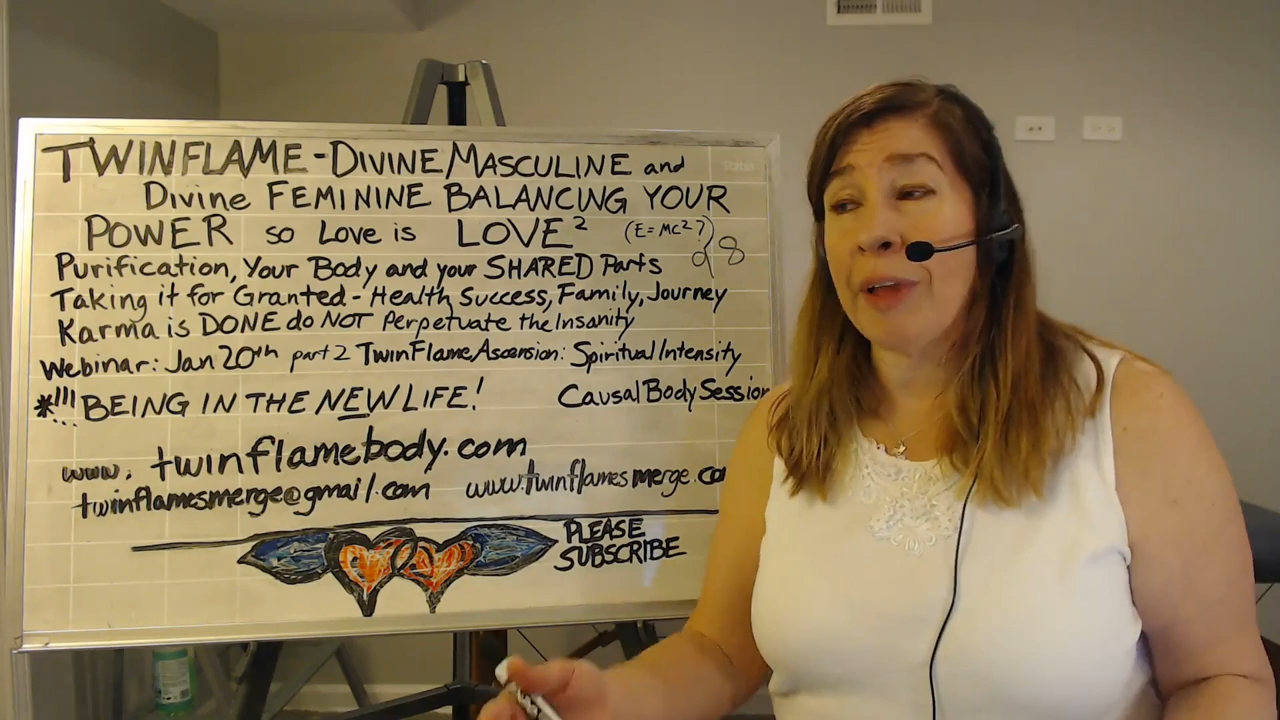 TWINFLAME - DIVINE MASCULINE and
Divine FEMININE BALANCING YOUR
POWER so Love is LOVE²
(E=MC²?)
8
Purification, Your Body and your SHARED Parts
Taking it for Granted - Health, Success, Family, Journey
Karma is DONE do NOT Perpetuate the Insanity
Webinar: Jan 20th part 2 TwinFlame Ascension: Spiritual Intensity
*!!! BEING IN THE NEW LIFE!
Causal Body Session
www. twinflamebody.com
twinflamesmerge@gmail.com
www.twinflamesmerge.co
PLEASE
SUBSCRIBE